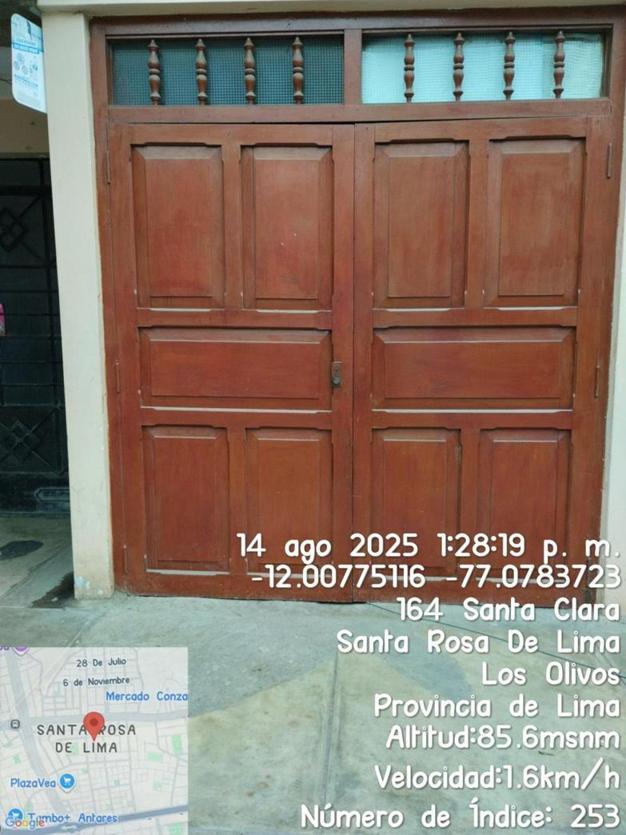 14 ago 2025 1:28:19 p. m.
-12.00775116 -77.0783723
164 Santa Clara
Santa Rosa De Lima
Los Olivos
Provincia de Lima
Altitud:85.6msnm
Velocidad:1.6km/h
Número de Índice: 253
28 De Julio
6 de Noviembre
Mercado Conza
SANTA ROSA
DE LIMA
PlazaVea
Tambo+ Antares
Google